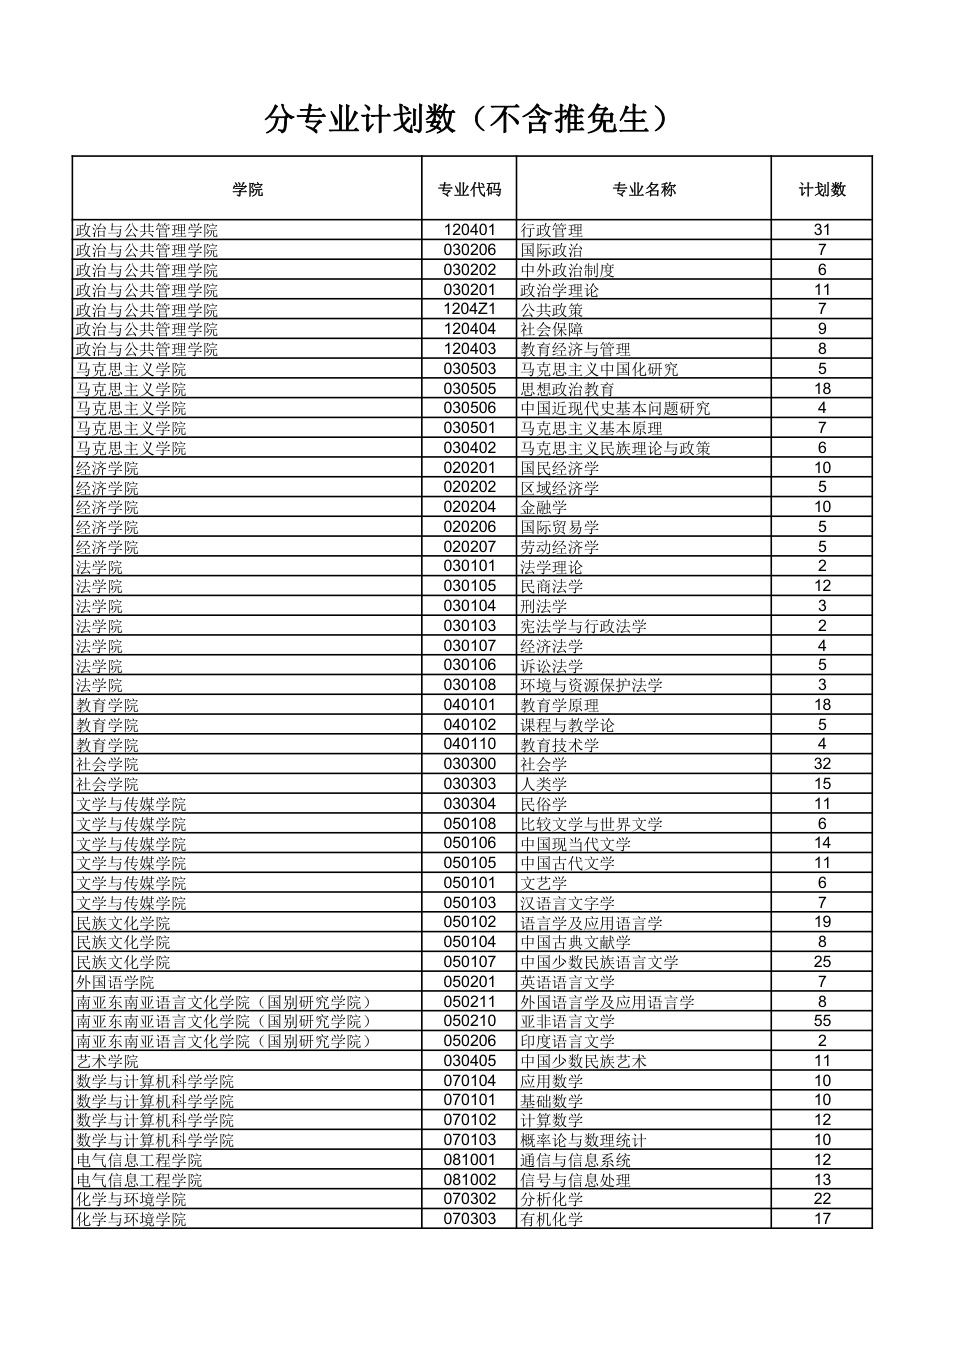 分专业计划数（不含推免生）
学院 专业代码 专业名称 计划数
政治与公共管理学院 120401 行政管理 31
政治与公共管理学院 030206 国际政治 7
政治与公共管理学院 030202 中外政治制度 6
政治与公共管理学院 030201 政治学理论 11
政治与公共管理学院 1204Z1 公共政策 7
政治与公共管理学院 120404 社会保障 9
政治与公共管理学院 120403 教育经济与管理 8
马克思主义学院 030503 马克思主义中国化研究 5
马克思主义学院 030505 思想政治教育 18
马克思主义学院 030506 中国近现代史基本问题研究 4
马克思主义学院 030501 马克思主义基本原理 7
马克思主义学院 030402 马克思主义民族理论与政策 6
经济学院 020201 国民经济学 10
经济学院 020202 区域经济学 5
经济学院 020204 金融学 10
经济学院 020206 国际贸易学 5
经济学院 020207 劳动经济学 5
法学院 030101 法学理论 2
法学院 030105 民商法学 12
法学院 030104 刑法学 3
法学院 030103 宪法学与行政法学 2
法学院 030107 经济法学 4
法学院 030106 诉讼法学 5
法学院 030108 环境与资源保护法学 3
教育学院 040101 教育学原理 18
教育学院 040102 课程与教学论 5
教育学院 040110 教育技术学 4
社会学院 030300 社会学 32
社会学院 030303 人类学 15
文学与传媒学院 030304 民俗学 11
文学与传媒学院 050108 比较文学与世界文学 6
文学与传媒学院 050106 中国现当代文学 14
文学与传媒学院 050105 中国古代文学 11
文学与传媒学院 050101 文艺学 6
文学与传媒学院 050103 汉语言文字学 7
民族文化学院 050102 语言学及应用语言学 19
民族文化学院 050104 中国古典文献学 8
民族文化学院 050107 中国少数民族语言文学 25
外国语学院 050201 英语语言文学 7
南亚东南亚语言文化学院（国别研究学院） 050211 外国语言学及应用语言学 8
南亚东南亚语言文化学院（国别研究学院） 050210 亚非语言文学 55
南亚东南亚语言文化学院（国别研究学院） 050206 印度语言文学 2
艺术学院 030405 中国少数民族艺术 11
数学与计算机科学学院 070104 应用数学 10
数学与计算机科学学院 070101 基础数学 10
数学与计算机科学学院 070102 计算数学 12
数学与计算机科学学院 070103 概率论与数理统计 10
电气信息工程学院 081001 通信与信息系统 12
电气信息工程学院 081002 信号与信息处理 13
化学与环境学院 070302 分析化学 22
化学与环境学院 070303 有机化学 17